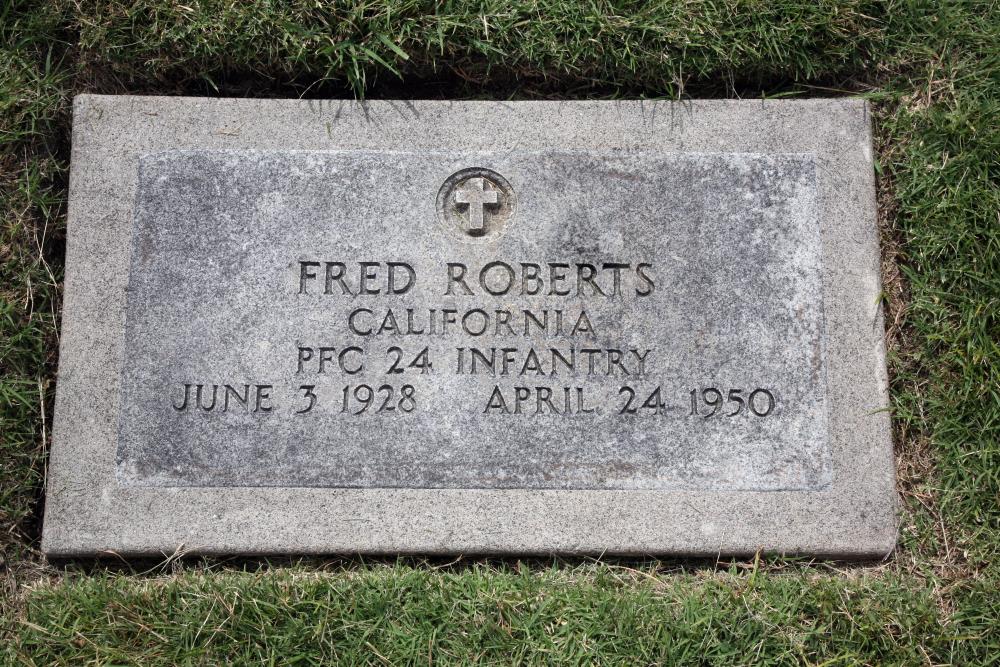 FRED ROBERTS
CALIFORNIA
PFC 24 INFANTRY
JUNE 3 1928 APRIL 24 1950